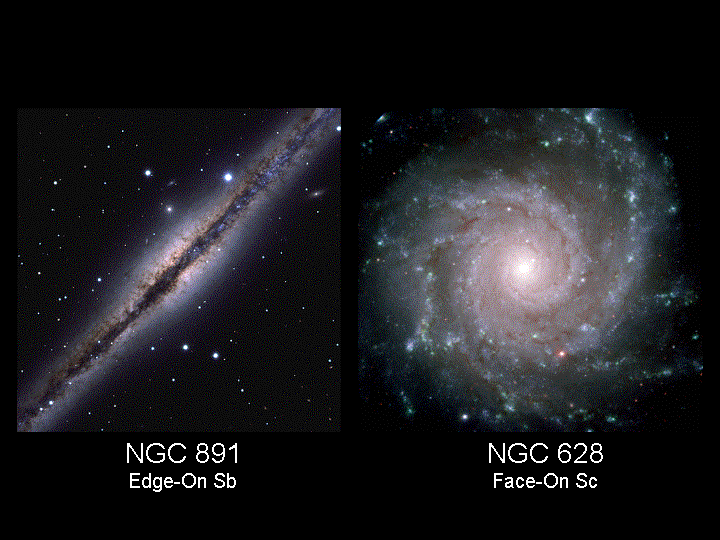 NGC 891
Edge-On Sb
NGC 628
Face-On Sc